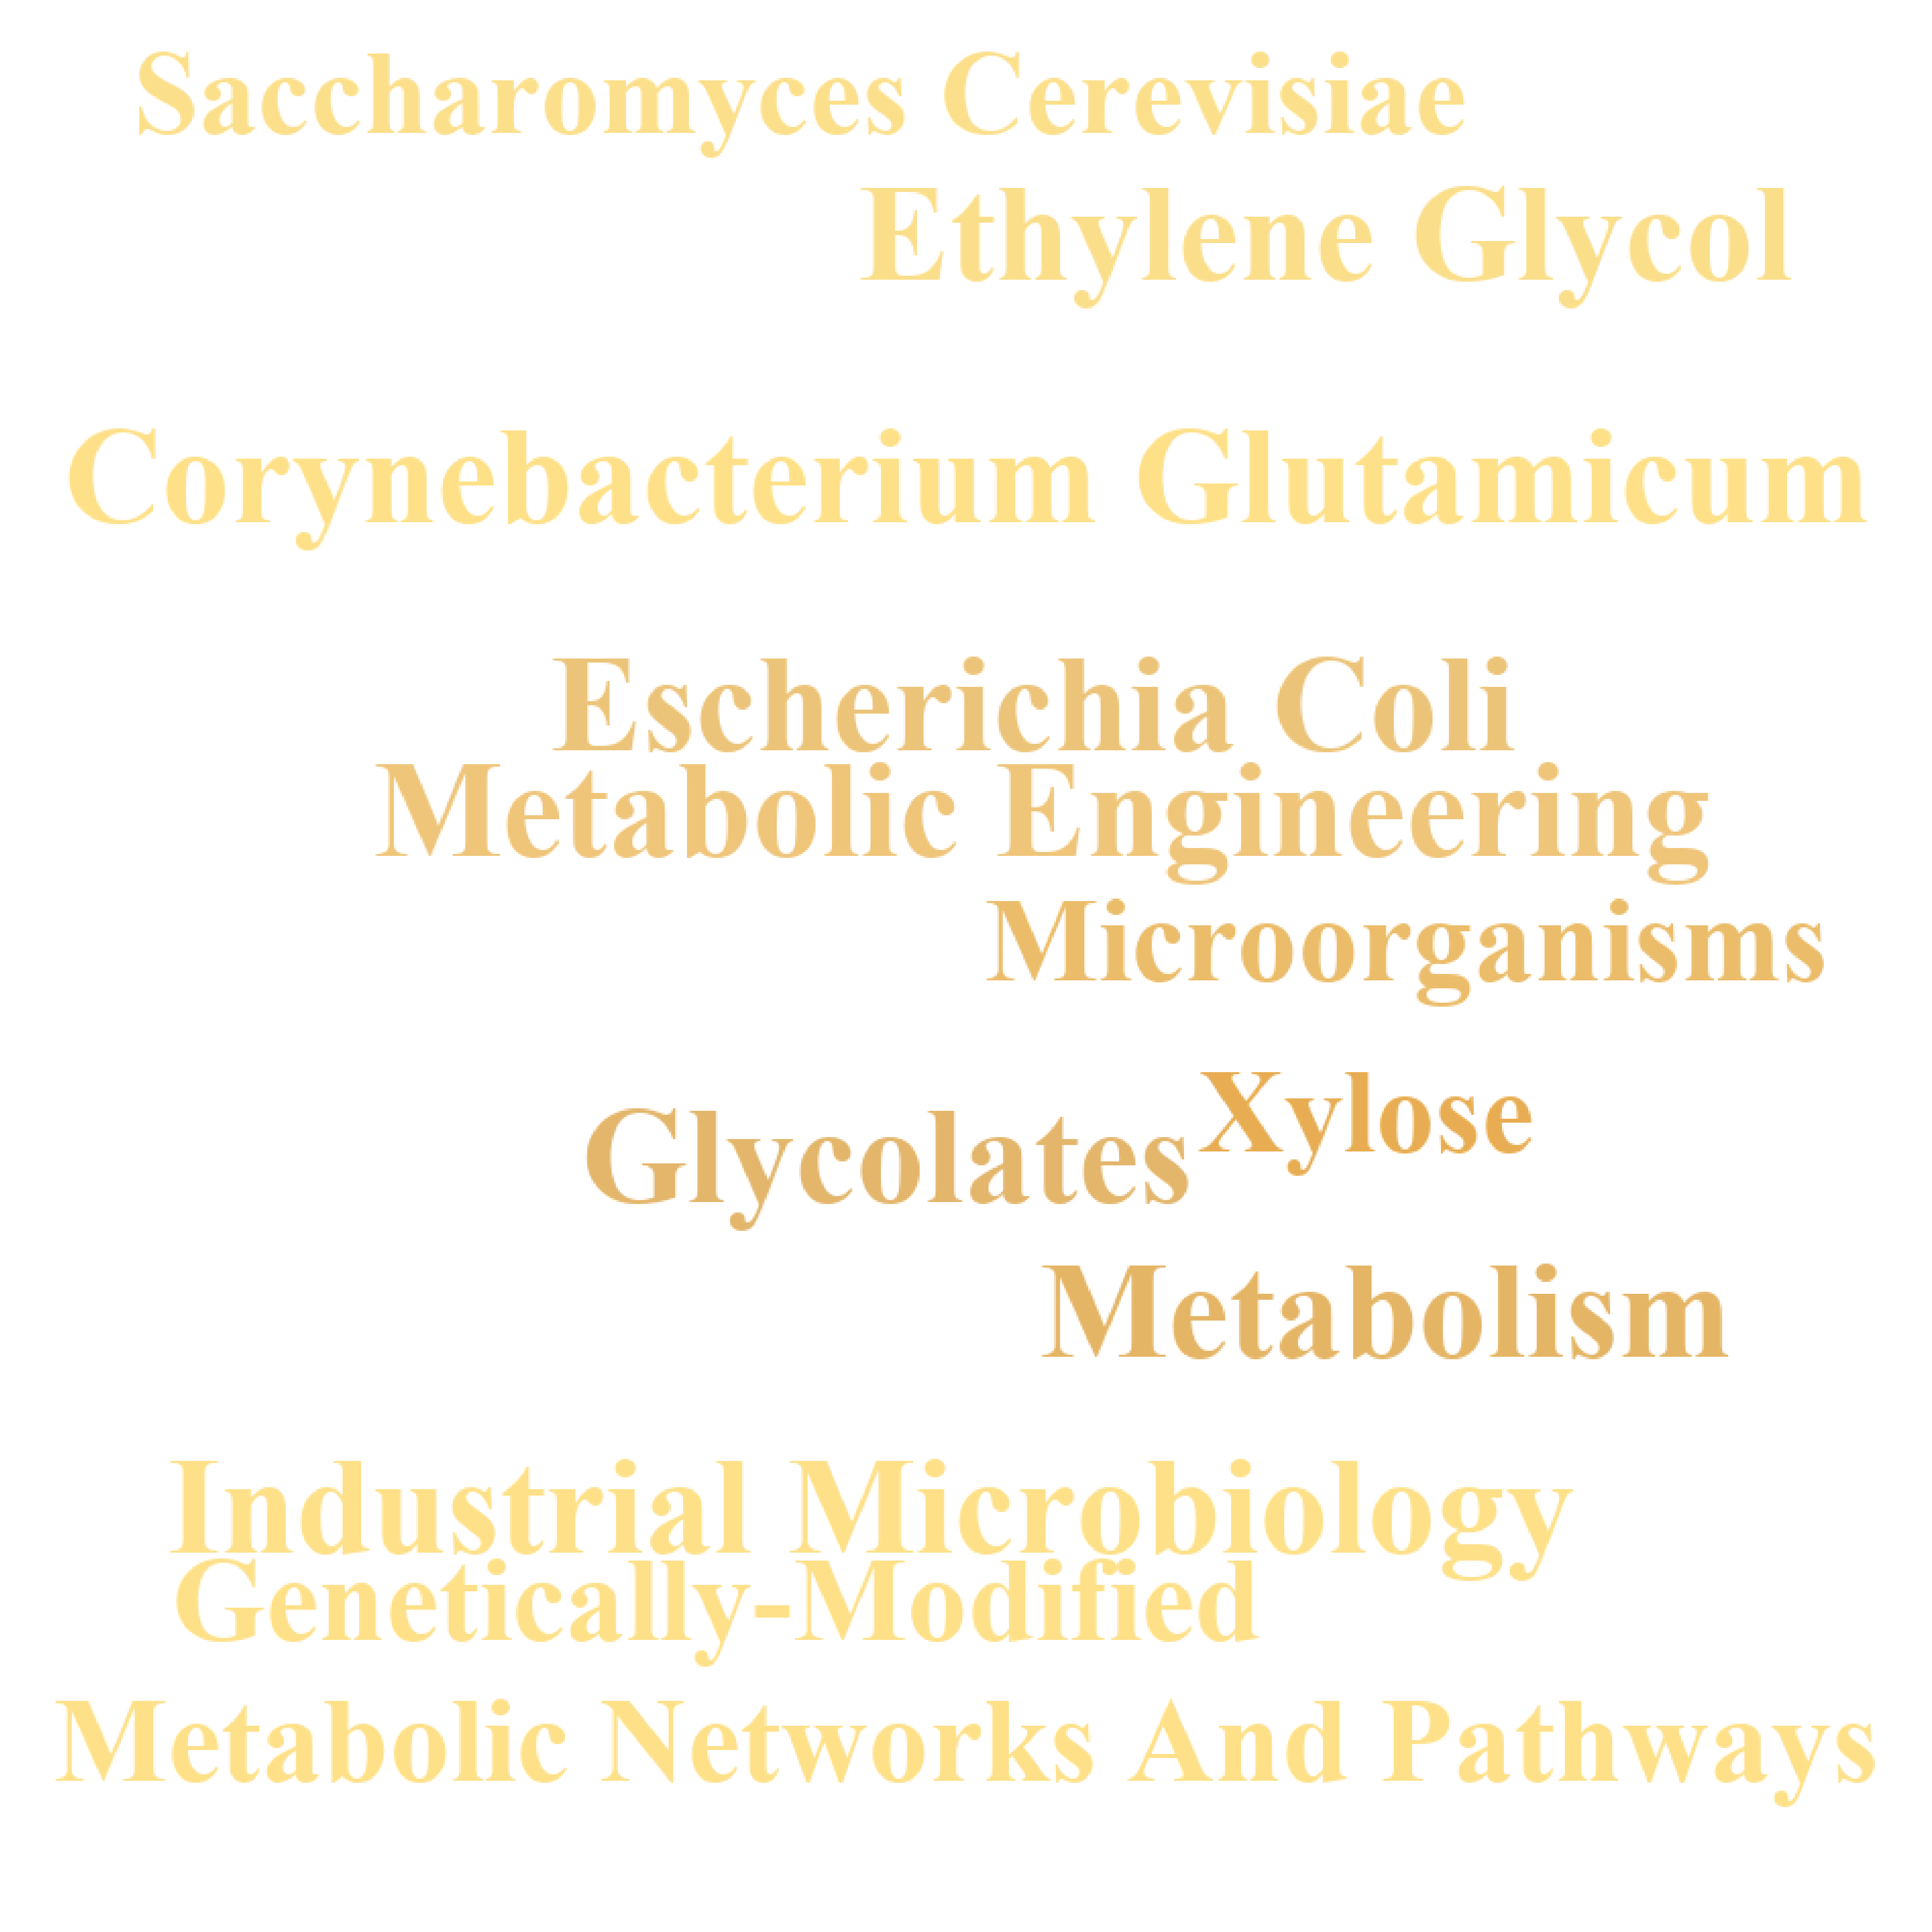 Saccharomyces Cerevisiae
Ethylene Glycol
Corynebacterium Glutamicum
Escherichia Coli
Metabolic Engineering
Microorganisms
Xylose
Glycolates
Metabolism
Industrial Microbiology
Genetically-Modified
Metabolic Networks And Pathways